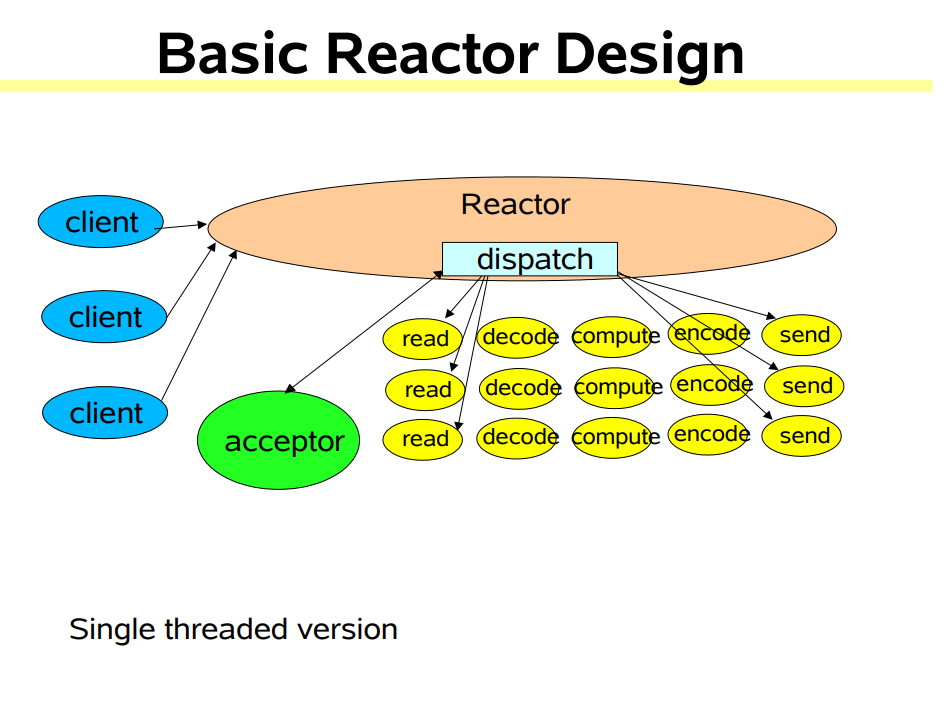 Basic Reactor Design
Reactor
client
dispatch
client
read decode compute encode send
read decode compute encode send
client
acceptor
read decode compute encode send
Single threaded version